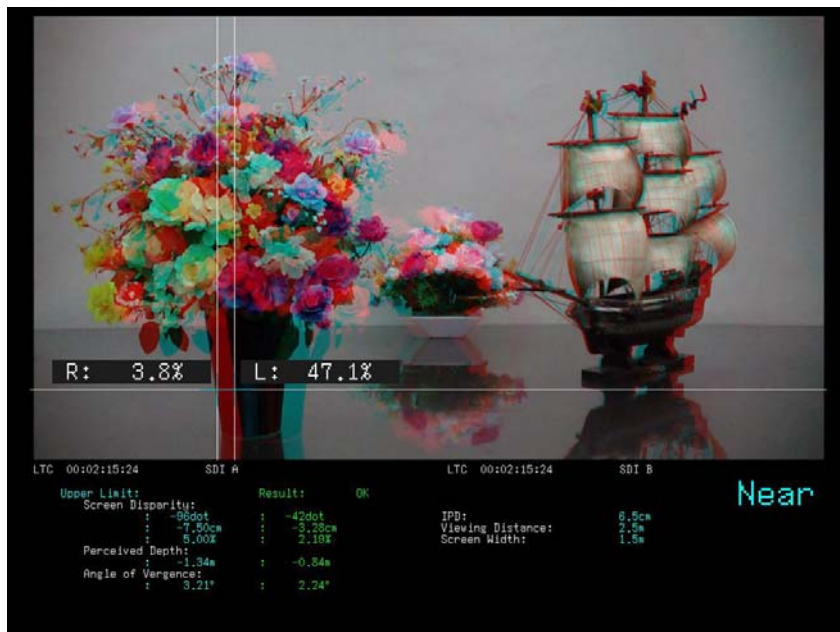 R: 3.8% L: 47.1%
LTC 00:02:15:24 SDI A LTC 00:02:15:24 SDI B
Near
Upper Limit: Result: OK
Screen Disparity:
: -96dot : -42dot IPD: 6.5cm
: -7.50cm : -3.28cm Viewing Distance: 2.5m
: 5.00% : 2.19% Screen Width: 1.5m
Perceived Depth:
: -1.34m : -0.84m
Angle of Vergence:
: 3.21° : 2.24°